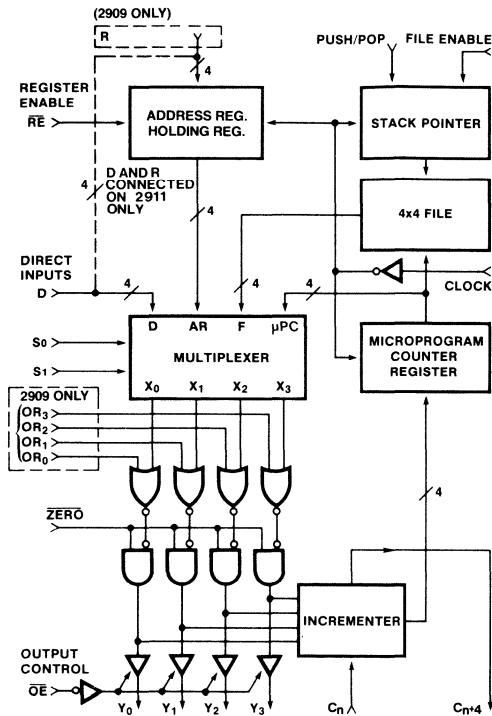 (2909 ONLY)
R
4
PUSH/POP
FILE ENABLE
REGISTER
ENABLE
RE
ADDRESS REG.
HOLDING REG.
STACK POINTER
4
D AND R
CONNECTED
ON 2911
ONLY
4
4x4 FILE
4
4
CLOCK
DIRECT
INPUTS
D
4
D AR F μPC
MULTIPLEXER
X0 X1 X2 X3
S0
S1
MICROPROGRAM
COUNTER
REGISTER
2909 ONLY
OR3
OR2
OR1
OR0
4
ZERO
INCREMENTER
OUTPUT
CONTROL
OE
Y0 Y1 Y2 Y3
Cn
Cn+4